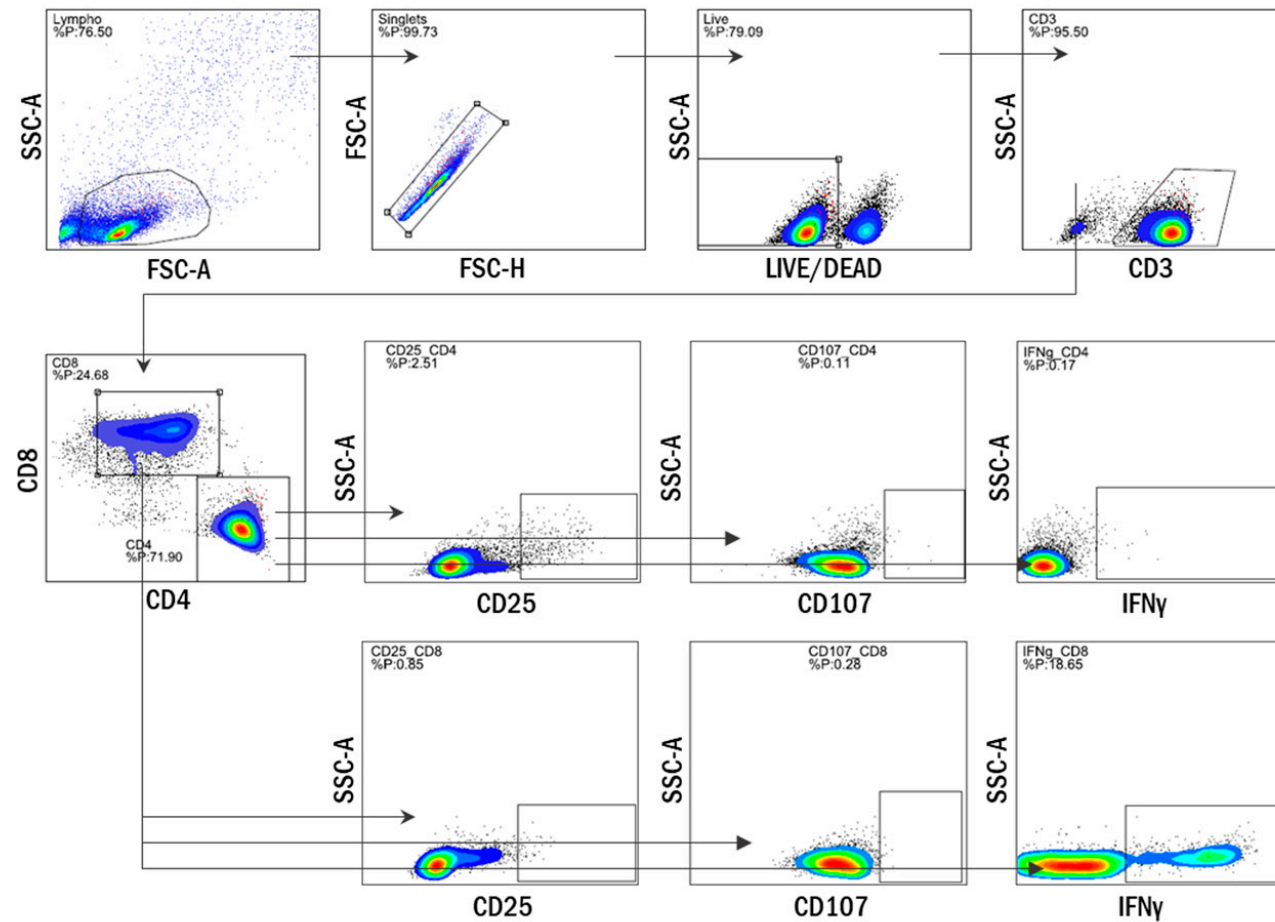 Lympho
%P:76.50
SSC-A
FSC-A
Singlets
%P:99.73
FSC-A
FSC-H
Live
%P:79.09
SSC-A
LIVE/DEAD
CD3
%P:95.50
SSC-A
CD3
CD8
%P:24.68
CD8
CD4
%P:71.90
CD4
CD25_CD4
%P:2.51
SSC-A
CD25
CD107_CD4
%P:0.11
SSC-A
CD107
IFNg_CD4
%P:0.17
SSC-A
IFNγ
CD25_CD8
%P:0.85
SSC-A
CD25
CD107_CD8
%P:0.28
SSC-A
CD107
IFNg_CD8
%P:18.65
SSC-A
IFNγ